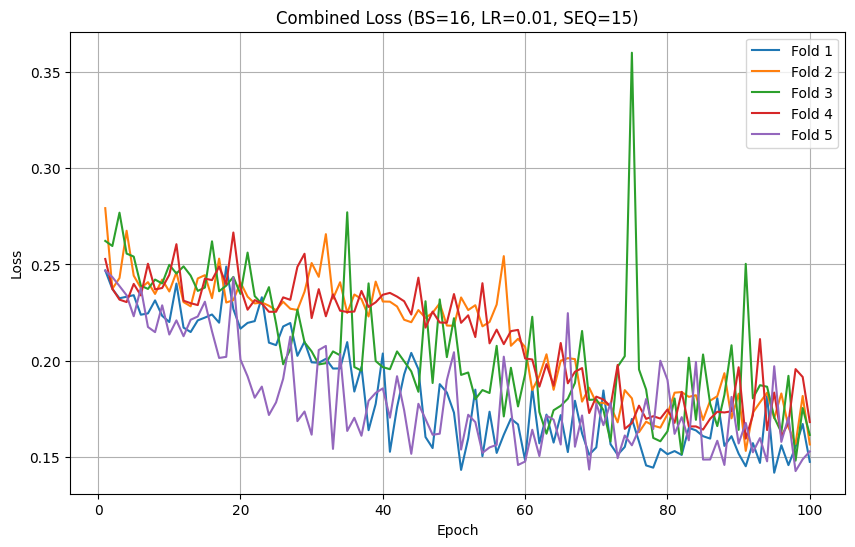 Combined Loss (BS=16, LR=0.01, SEQ=15)
Fold 1
Fold 2
Fold 3
Fold 4
Fold 5
0.35
0.30
0.25
0.20
0.15
Loss
0 20 40 60 80 100
Epoch